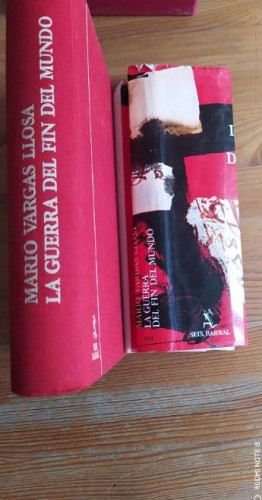 MARIO VARGAS LLOSA
LA GUERRA DEL FIN DEL MUNDO
MARIO VARGAS LLOSA
LA GUERRA
DEL FIN DEL MUNDO
SEIX BARRAL
L
D
REDMI NOTE 8